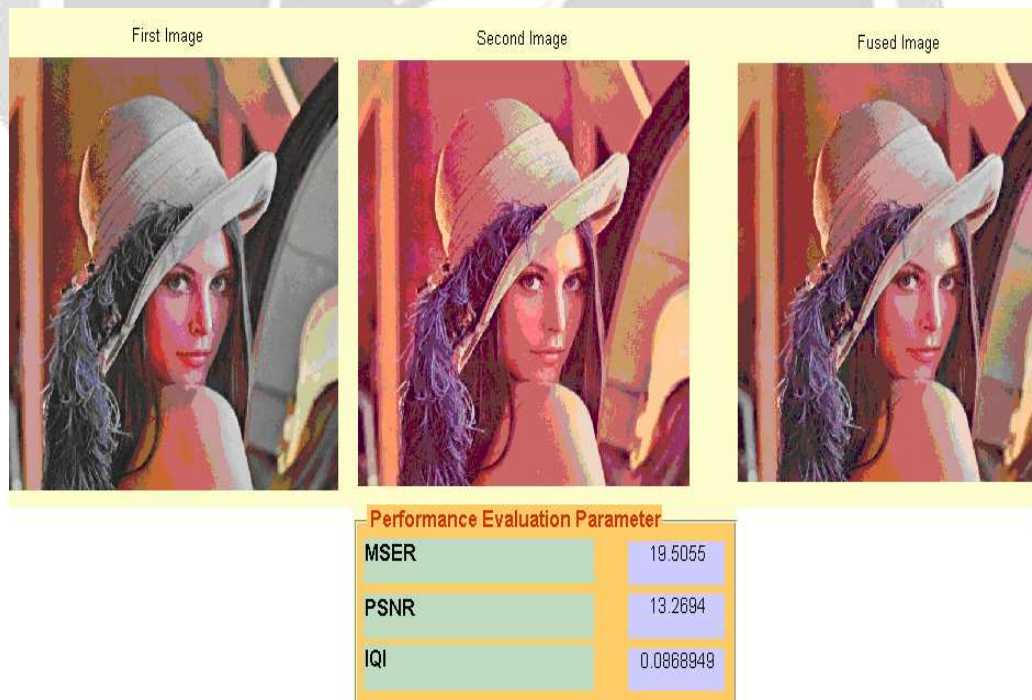 First Image
Second Image
Fused Image
Performance Evaluation Parameter
MSER 19.5055
PSNR 13.2694
IQI 0.0868949